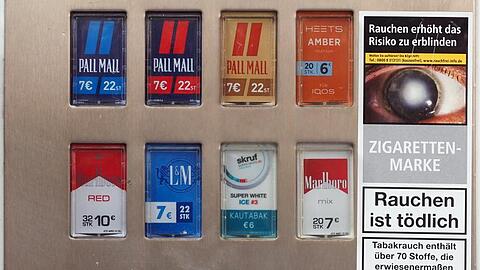 PALL MALL
7€ 22ST
PALL MALL
7€ 22ST
PALL MALL
7€ 22ST
HEETS
AMBER
20 STK 6€
FÜR
IQOS
RED
32 STK 10€
L&M
7€ 22 STK
skruf
SUPER WHITE
ICE #3
KAUTABAK
€6
Marlboro
mix
20 STK 7€
Rauchen erhöht das
Risiko zu erblinden
ZIGARETTEN-
MARKE
Rauchen
ist tödlich
Tabakrauch enthält
über 70 Stoffe, die
erwiesenermaßen